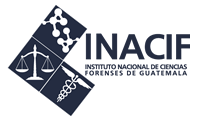 INACIF
INSTITUTO NACIONAL DE CIENCIAS
FORENSES DE GUATEMALA